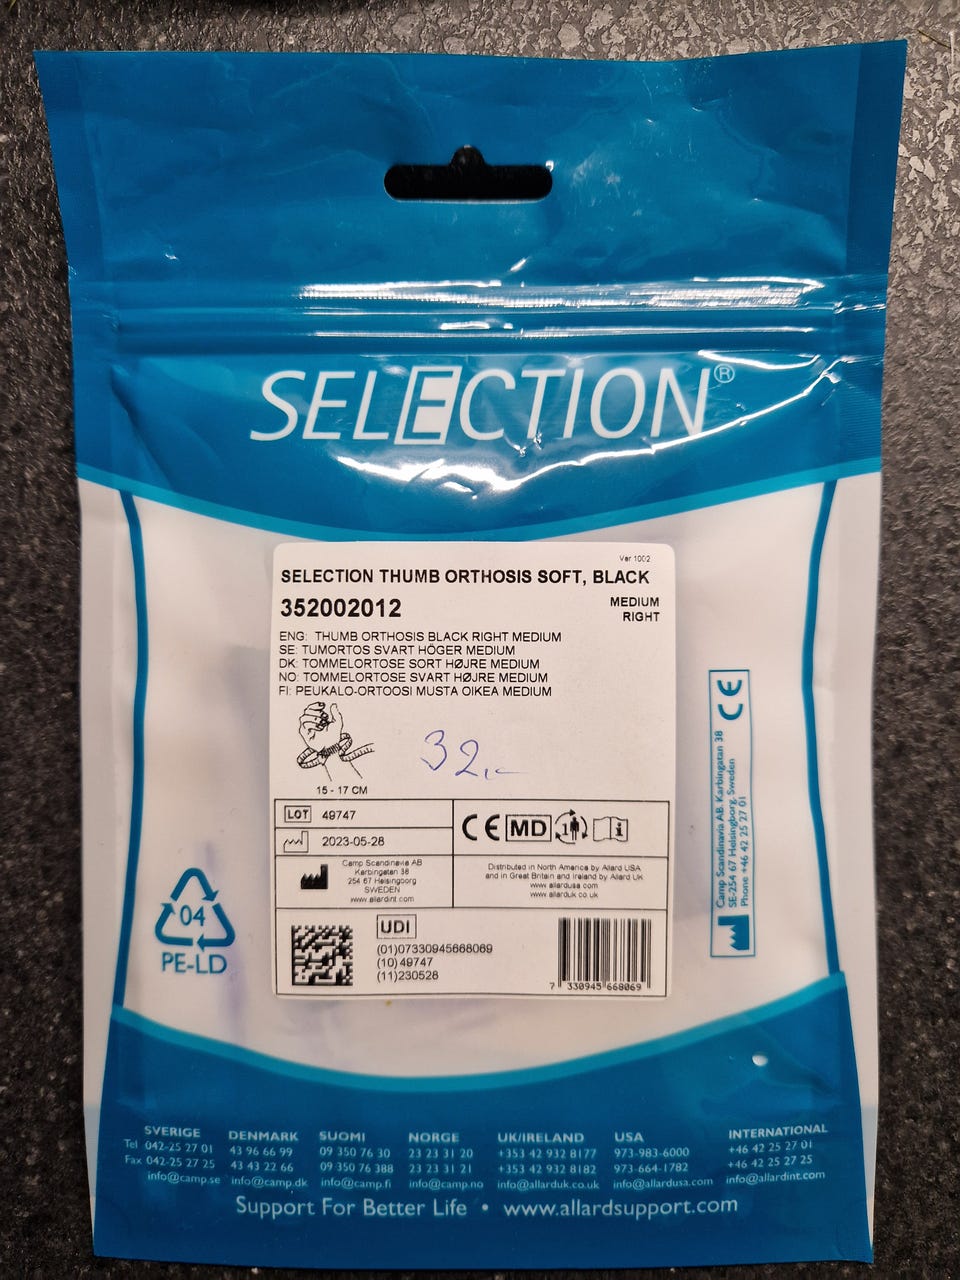 SELECTION®
Ver 1002
SELECTION THUMB ORTHOSIS SOFT, BLACK
352002012
MEDIUM
RIGHT
ENG: THUMB ORTHOSIS BLACK RIGHT MEDIUM
SE: TUMORTOS SVART HÖGER MEDIUM
DK: TOMMELORTOSE SORT HØJRE MEDIUM
NO: TOMMELORTOSE SVART HØJRE MEDIUM
FI: PEUKALO-ORTOOSI MUSTA OIKEA MEDIUM
32,-
15 - 17 CM
LOT 49747
2023-05-28
CE MD 1 i
Camp Scandinavia AB
Karbingatan 38
254 67 Helsingborg
SWEDEN
www.allardint.com
Distributed in North America by Allard USA
and in Great Britain and Ireland by Allard UK
www.allardusa.com
www.allarduk.co.uk
UDI
(01)07330945668069
(10)49747
(11)230528
7 330945 668069
CE
Camp Scandinavia AB. Karbingatan 38
SE-254 67 Helsingborg, Sweden
Phone +46 42 25 27 01
04
PE-LD
SVERIGE
Tel 042-25 27 01
Fax 042-25 27 25
info@camp.se
DENMARK
43 96 66 99
43 43 22 66
info@camp.dk
SUOMI
09 350 76 30
09 350 76 388
info@camp.fi
NORGE
23 23 31 20
23 23 31 21
info@camp.no
UK/IRELAND
+353 42 932 8177
+353 42 932 8182
info@allarduk.co.uk
USA
973-983-6000
973-664-1782
info@allardusa.com
INTERNATIONAL
+46 42 25 27 01
+46 42 25 27 25
info@allardint.com
Support For Better Life • www.allardsupport.com